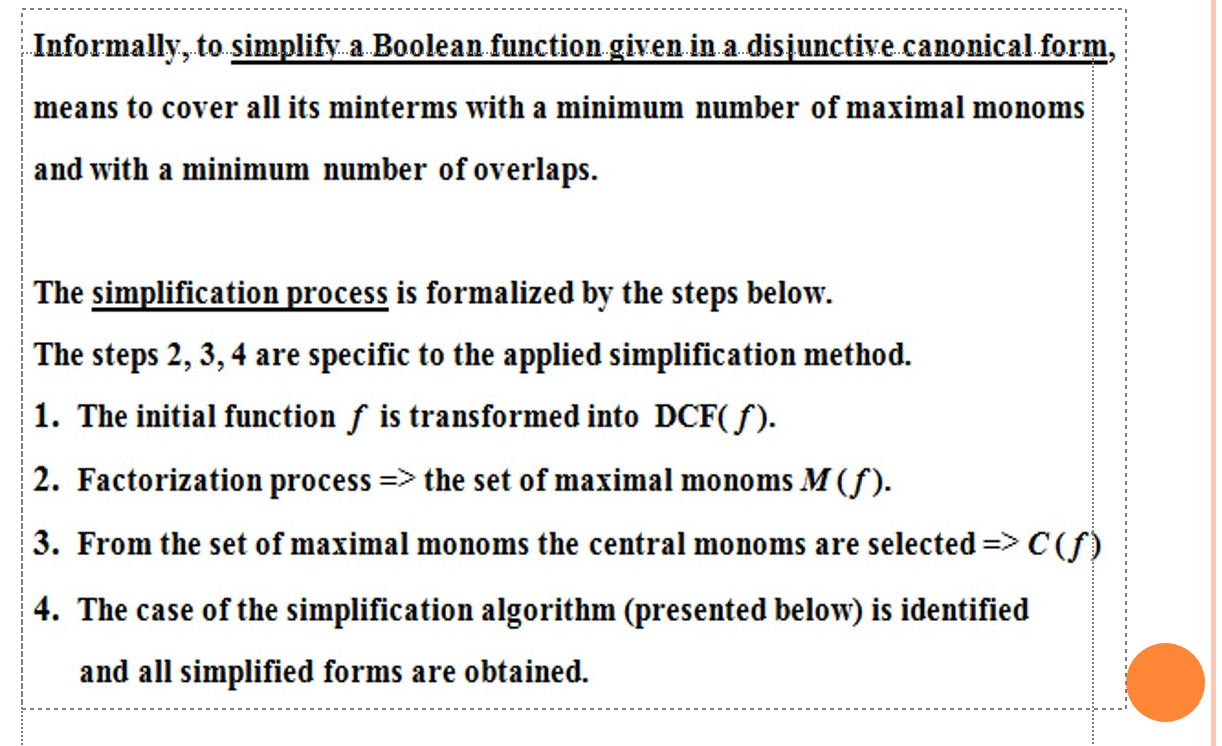 Informally, to simplify a Boolean function given in a disjunctive canonical form,
means to cover all its minterms with a minimum number of maximal monoms
and with a minimum number of overlaps.
The simplification process is formalized by the steps below.
The steps 2, 3, 4 are specific to the applied simplification method.
1. The initial function f is transformed into DCF( f ).
2. Factorization process => the set of maximal monoms M ( f ).
3. From the set of maximal monoms the central monoms are selected => C ( f )
4. The case of the simplification algorithm (presented below) is identified
and all simplified forms are obtained.